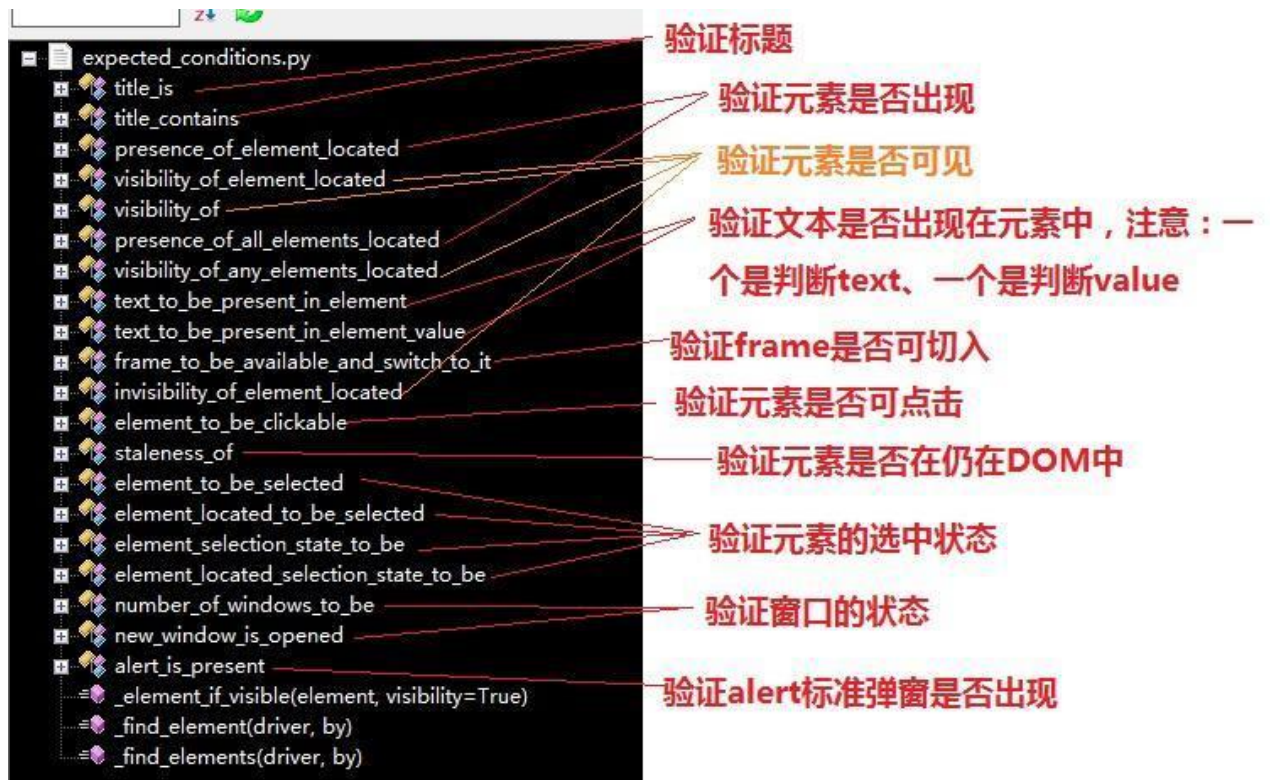 expected_conditions.py
title_is
title_contains
presence_of_element_located
visibility_of_element_located
visibility_of
presence_of_all_elements_located
visibility_of_any_elements_located
text_to_be_present_in_element
text_to_be_present_in_element_value
frame_to_be_available_and_switch_to_it
invisibility_of_element_located
element_to_be_clickable
staleness_of
element_to_be_selected
element_located_to_be_selected
element_selection_state_to_be
element_located_selection_state_to_be
number_of_windows_to_be
new_window_is_opened
alert_is_present
_element_if_visible(element, visibility=True)
_find_element(driver, by)
_find_elements(driver, by)
验证标题
验证元素是否出现
验证元素是否可见
验证文本是否出现在元素中，注意：一
个是判断text、一个是判断value
验证frame是否可切入
验证元素是否可点击
验证元素是否在仍在DOM中
验证元素的选中状态
验证窗口的状态
验证alert标准弹窗是否出现